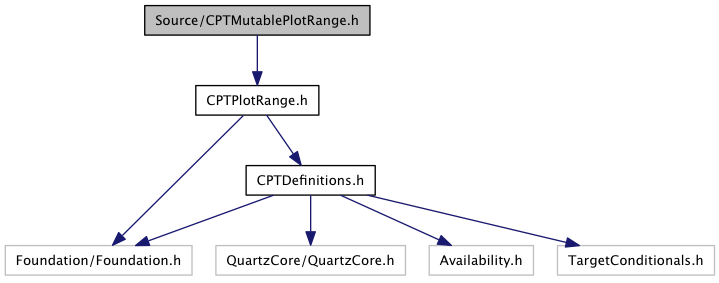 Source/CPTMutablePlotRange.h
CPTPlotRange.h
CPTDefinitions.h
Foundation/Foundation.h
QuartzCore/QuartzCore.h
Availability.h
TargetConditionals.h